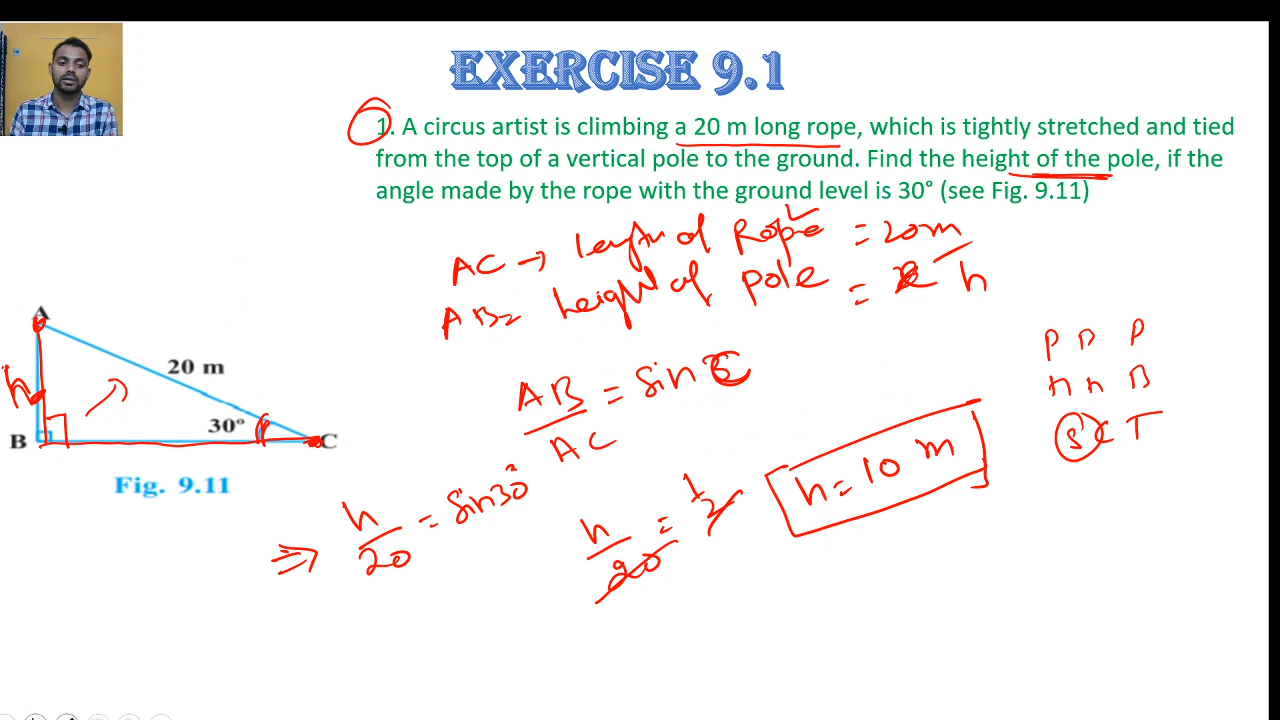 EXERCISE 9.1
1. A circus artist is climbing a 20 m long rope, which is tightly stretched and tied
from the top of a vertical pole to the ground. Find the height of the pole, if the
angle made by the rope with the ground level is 30° (see Fig. 9.11)
AC → length of Rope = 20m
AB = height of pole = h
A
h
20 m
30°
B
C
Fig. 9.11
AB/AC = sin C
⇒ h/20 = sin30°
h/20 = 1/2
h = 10 m
P B P
h h B
S C T